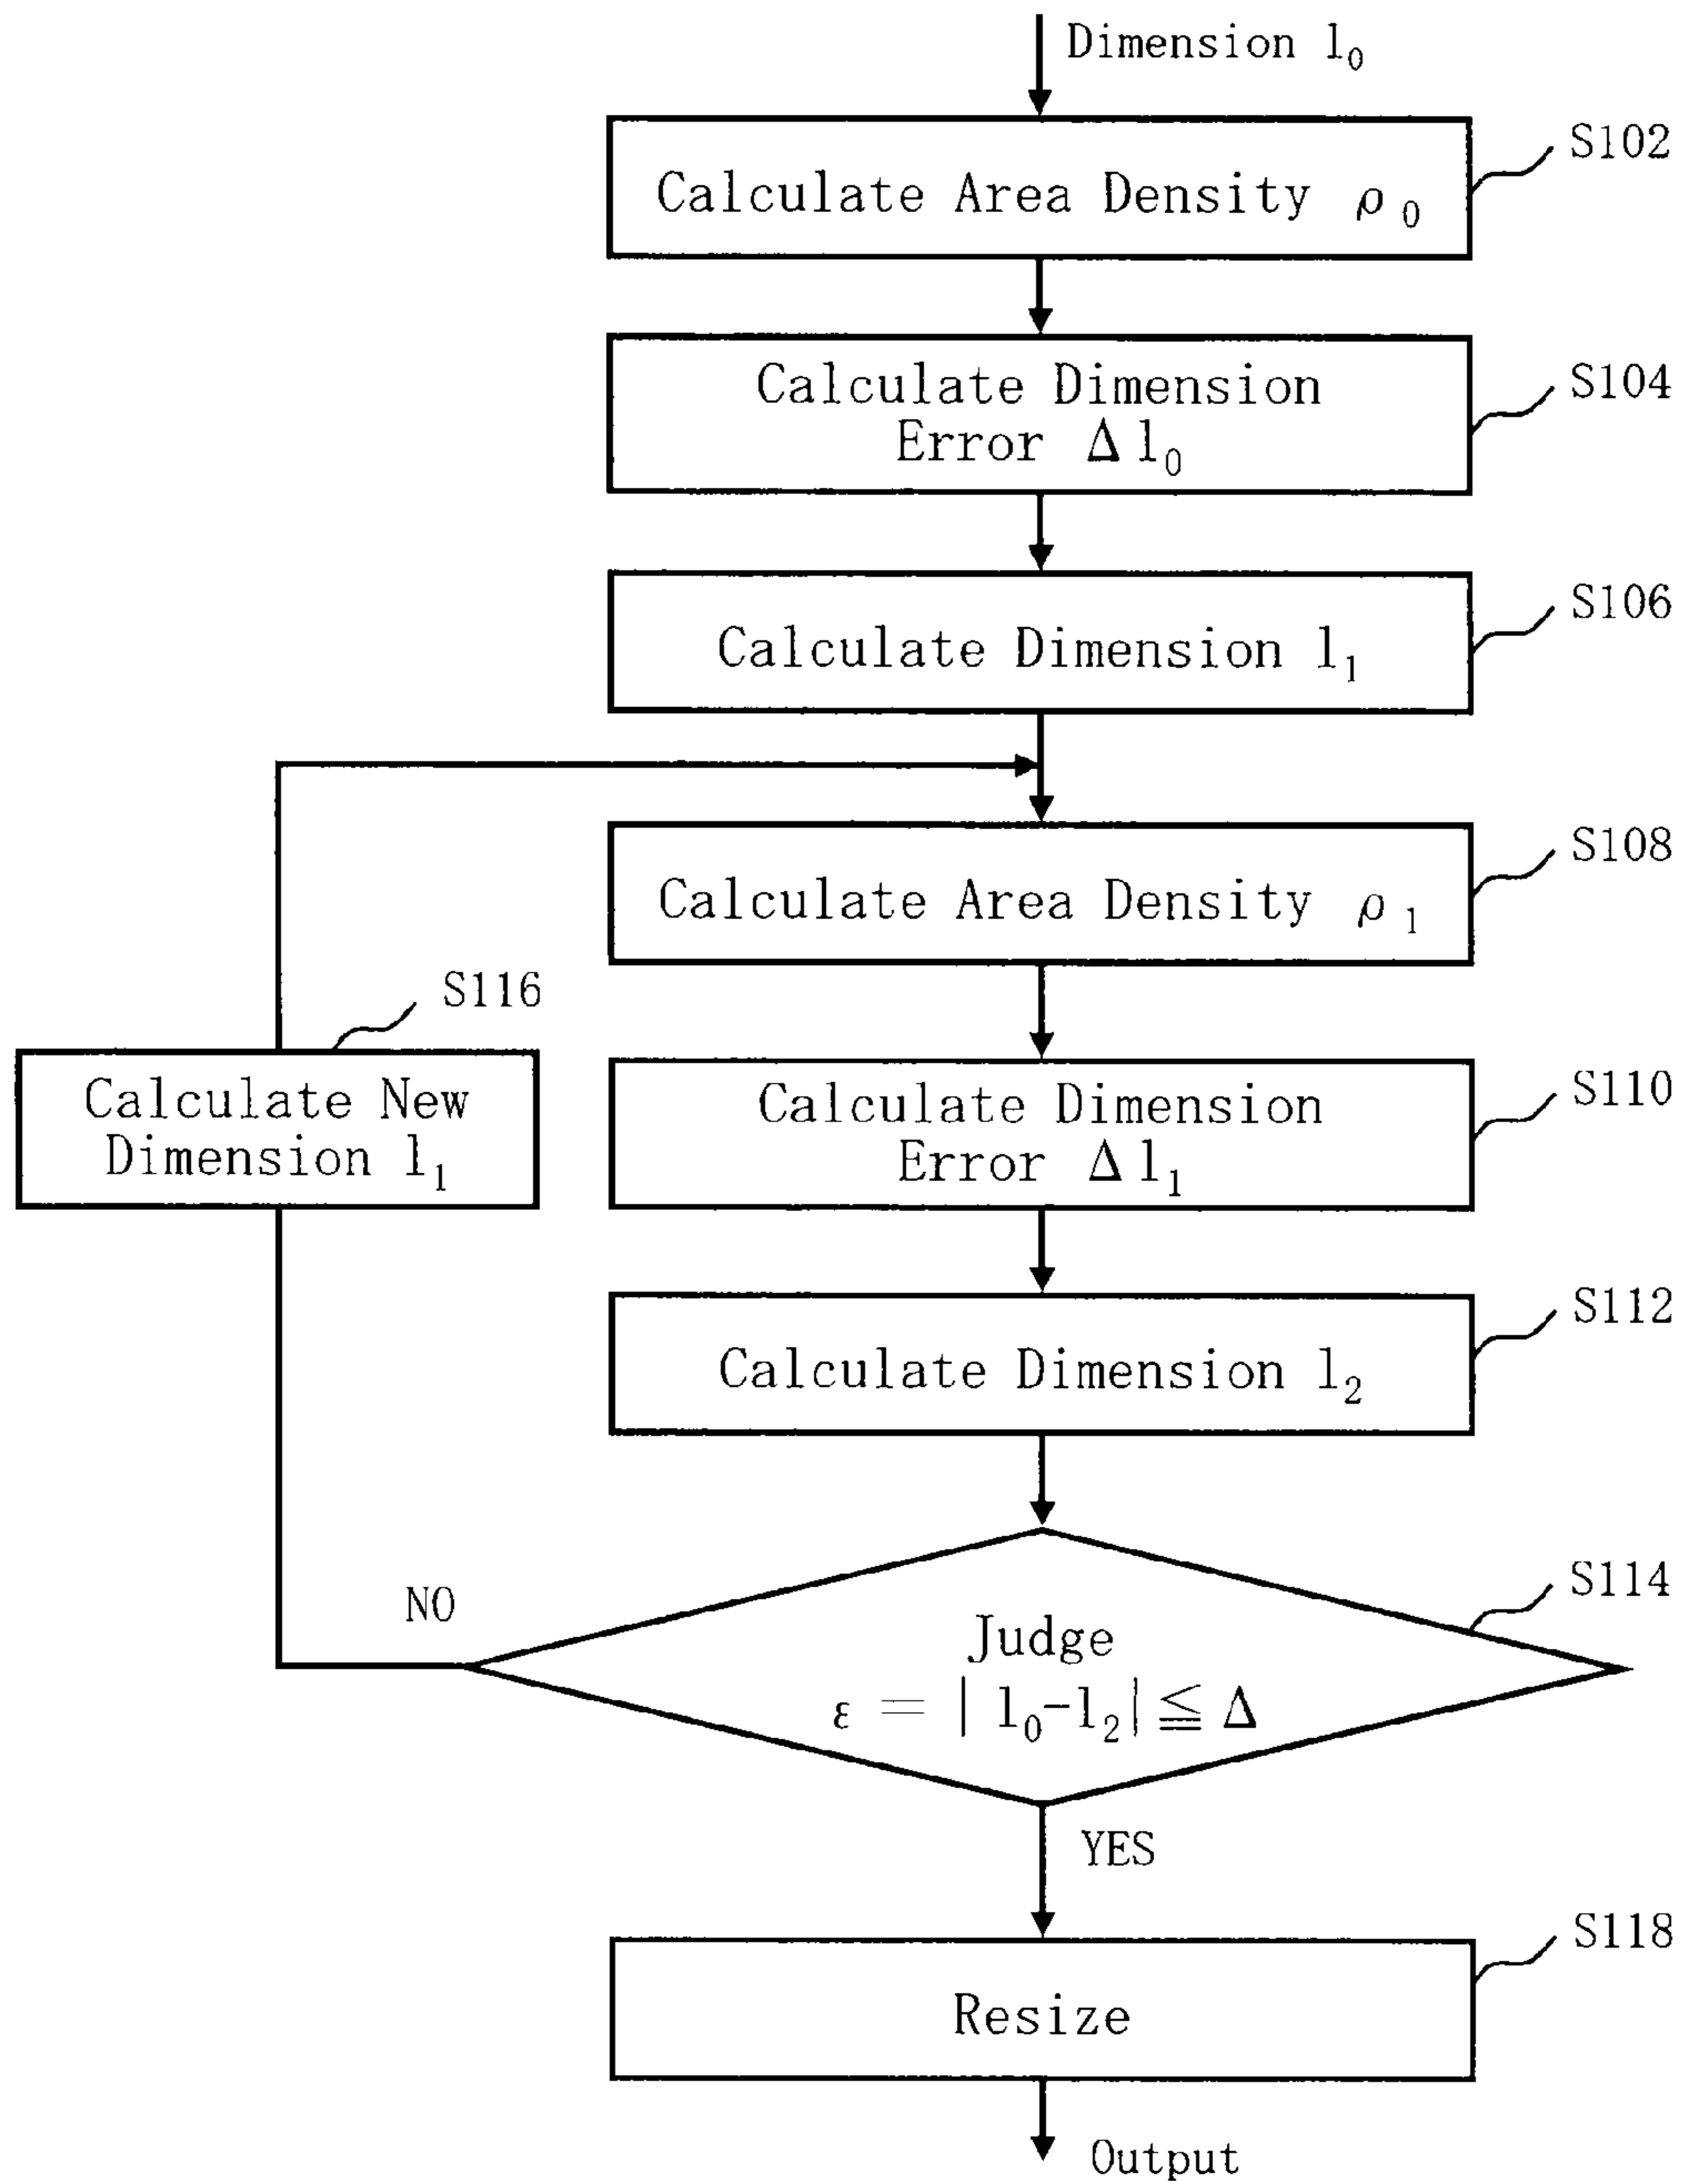 Dimension l₀
S102
Calculate Area Density ρ₀
S104
Calculate Dimension
Error Δl₀
S106
Calculate Dimension l₁
S108
Calculate Area Density ρ₁
S116
Calculate New
Dimension l₁
S110
Calculate Dimension
Error Δl₁
S112
Calculate Dimension l₂
S114
NO
Judge
ε = | l₀-l₂| ≦ Δ
YES
S118
Resize
Output